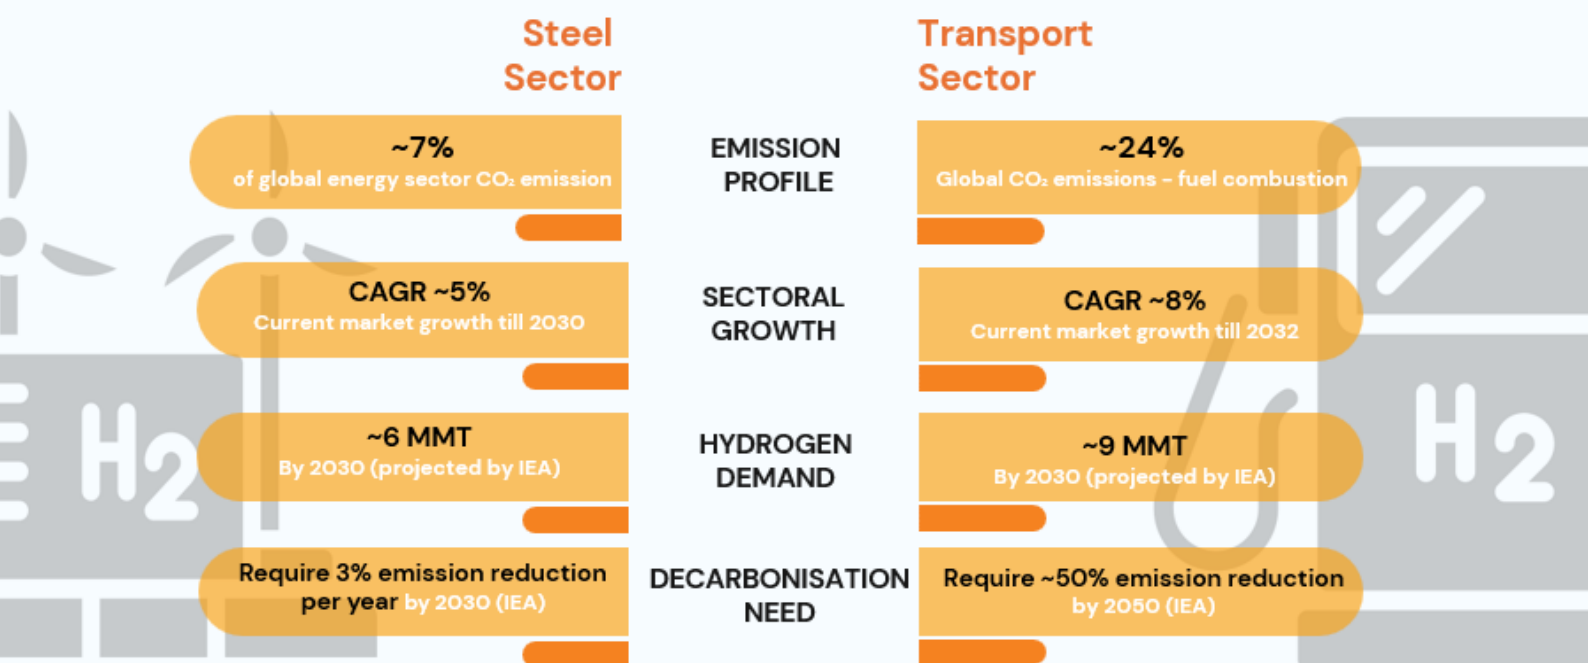 Steel
Sector
Transport
Sector
~7%
of global energy sector CO₂ emission
EMISSION
PROFILE
~24%
Global CO₂ emissions - fuel combustion
CAGR ~5%
Current market growth till 2030
SECTORAL
GROWTH
CAGR ~8%
Current market growth till 2032
~6 MMT
By 2030 (projected by IEA)
HYDROGEN
DEMAND
~9 MMT
By 2030 (projected by IEA)
Require 3% emission reduction
per year by 2030 (IEA)
DECARBONISATION
NEED
Require ~50% emission reduction
by 2050 (IEA)
H2
H2